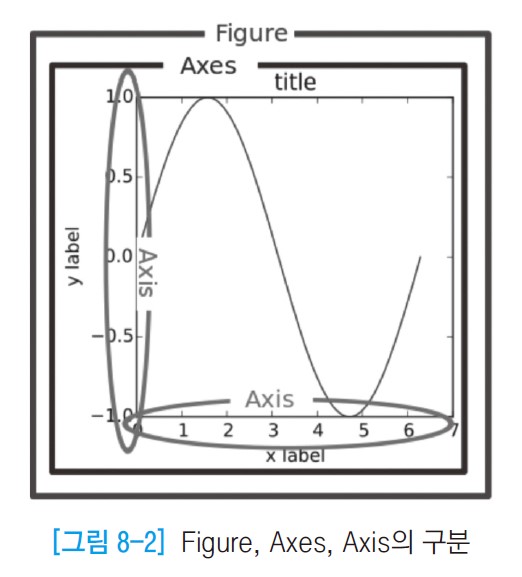 Figure
Axes
title
1.0
0.5
0.0
−0.5
−1.0
y label
Axis
Axis
0 1 2 3 4 5 6 7
x label
[그림 8-2] Figure, Axes, Axis의 구분